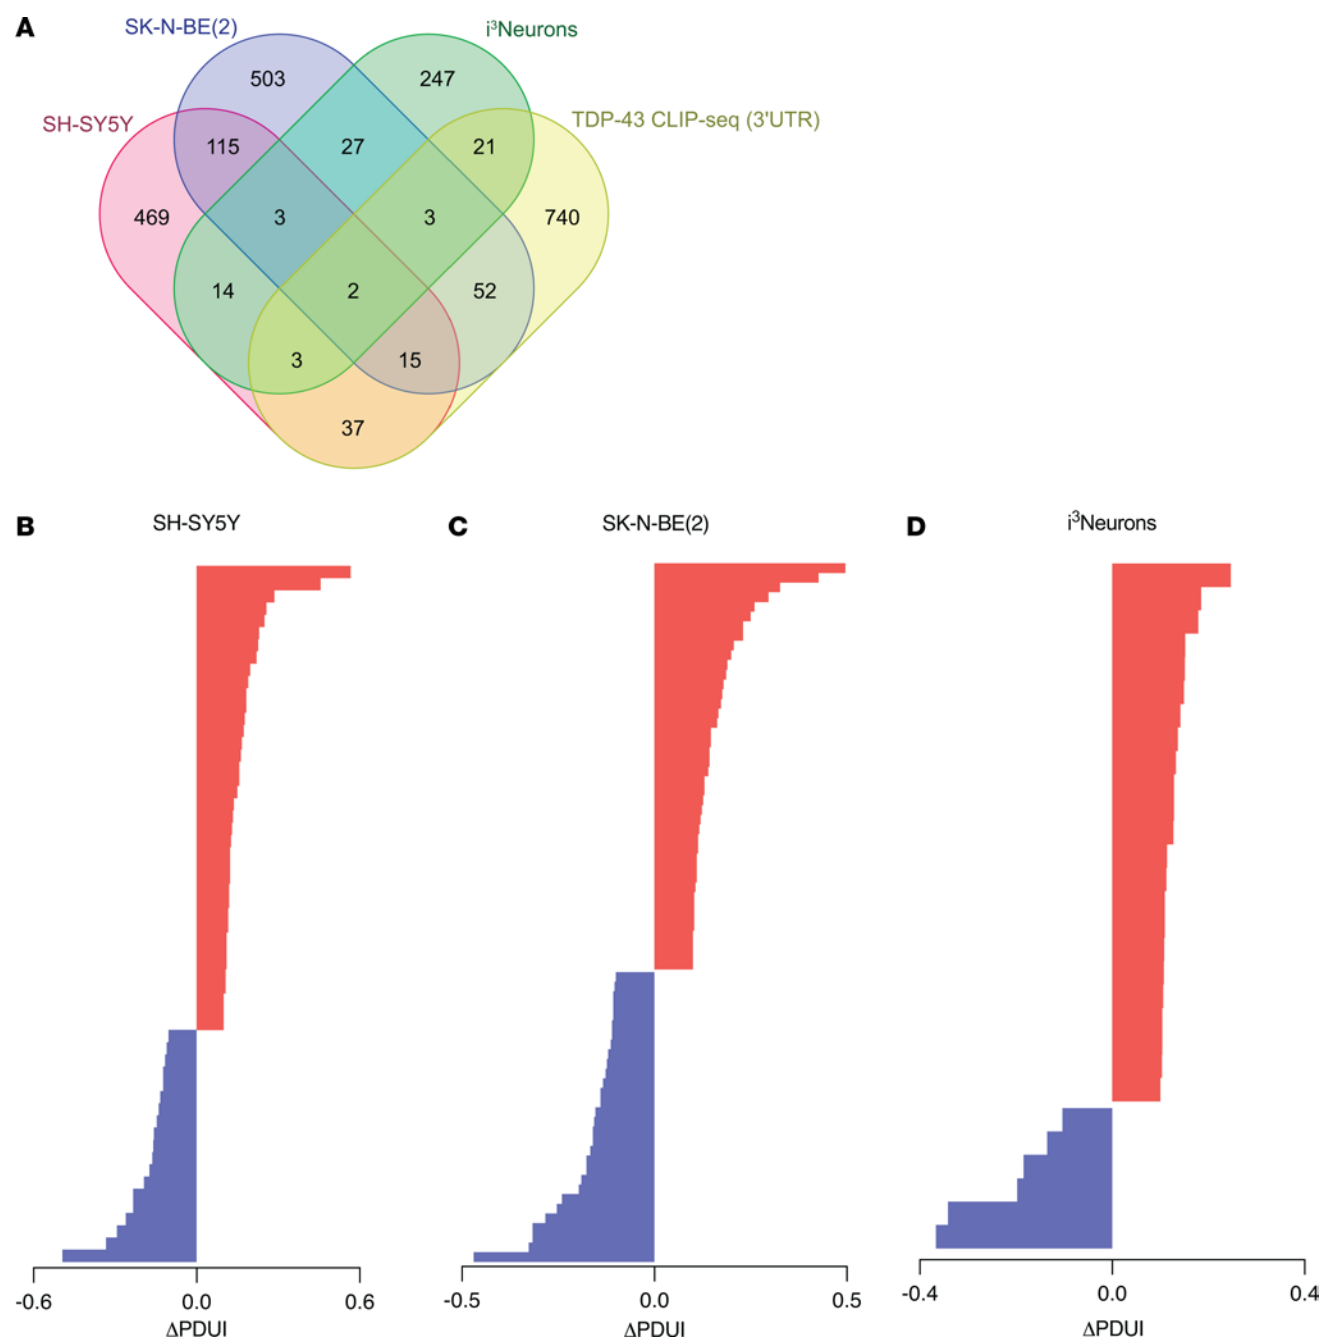 A
SK-N-BE(2)
i³Neurons
SH-SY5Y
TDP-43 CLIP-seq (3'UTR)
503
247
115
27
21
469
3
3
740
14
2
52
3
15
37
B
SH-SY5Y
C
SK-N-BE(2)
D
i³Neurons
-0.6
0.0
0.6
ΔPDUI
-0.5
0.0
0.5
ΔPDUI
-0.4
0.0
0.4
ΔPDUI